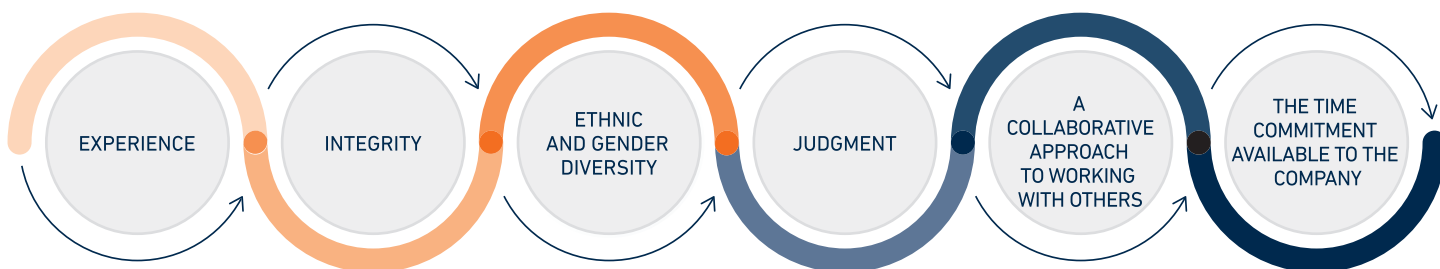 EXPERIENCE
INTEGRITY
ETHNIC
AND GENDER
DIVERSITY
JUDGMENT
A
COLLABORATIVE
APPROACH
TO WORKING
WITH OTHERS
THE TIME
COMMITMENT
AVAILABLE TO THE
COMPANY